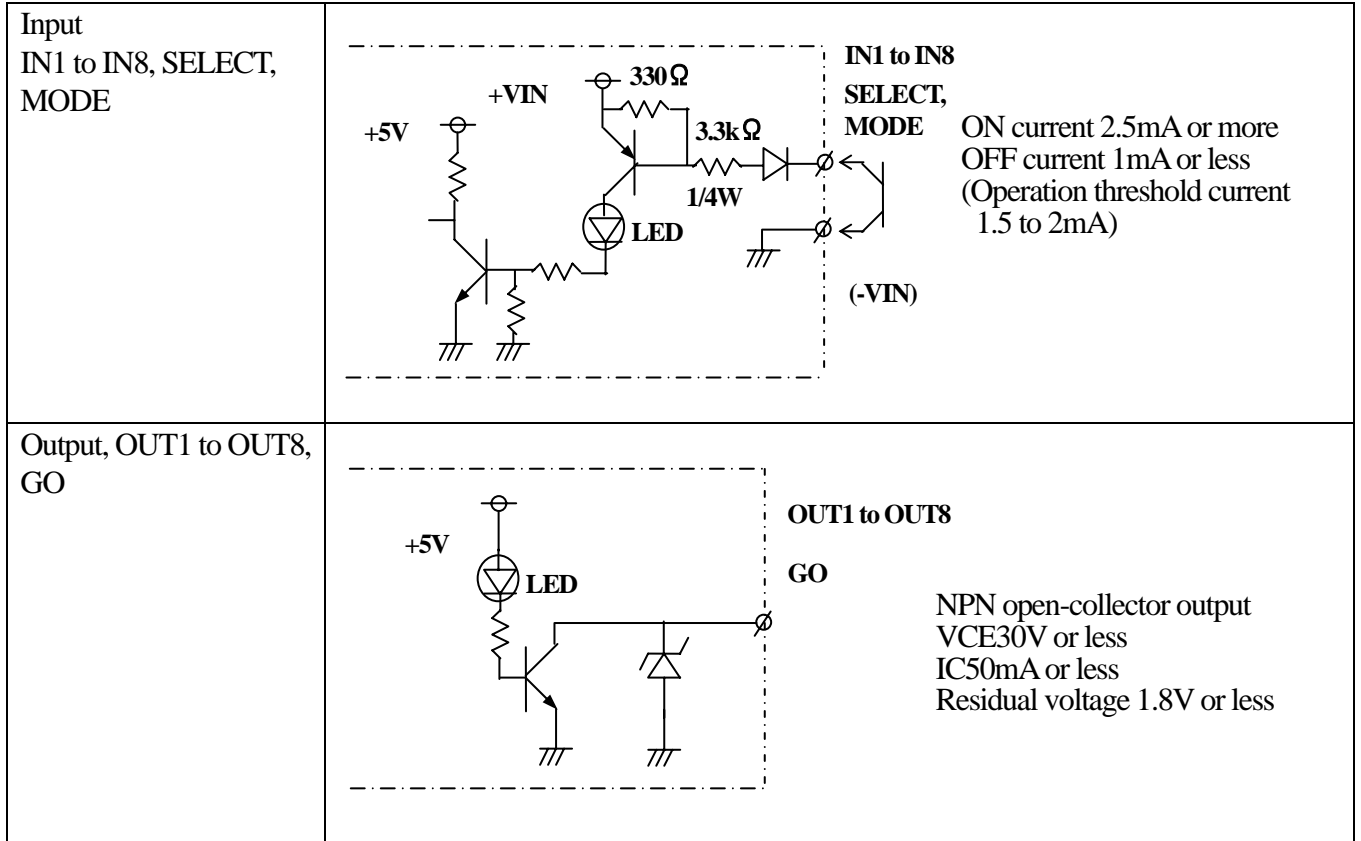 Input
IN1 to IN8, SELECT,
MODE
+5V
+VIN
330Ω
3.3kΩ
1/4W
LED
IN1 to IN8
SELECT,
MODE
(-VIN)
ON current 2.5mA or more
OFF current 1mA or less
(Operation threshold current
1.5 to 2mA)
Output, OUT1 to OUT8,
GO
+5V
LED
OUT1 to OUT8
GO
NPN open-collector output
VCE30V or less
IC50mA or less
Residual voltage 1.8V or less